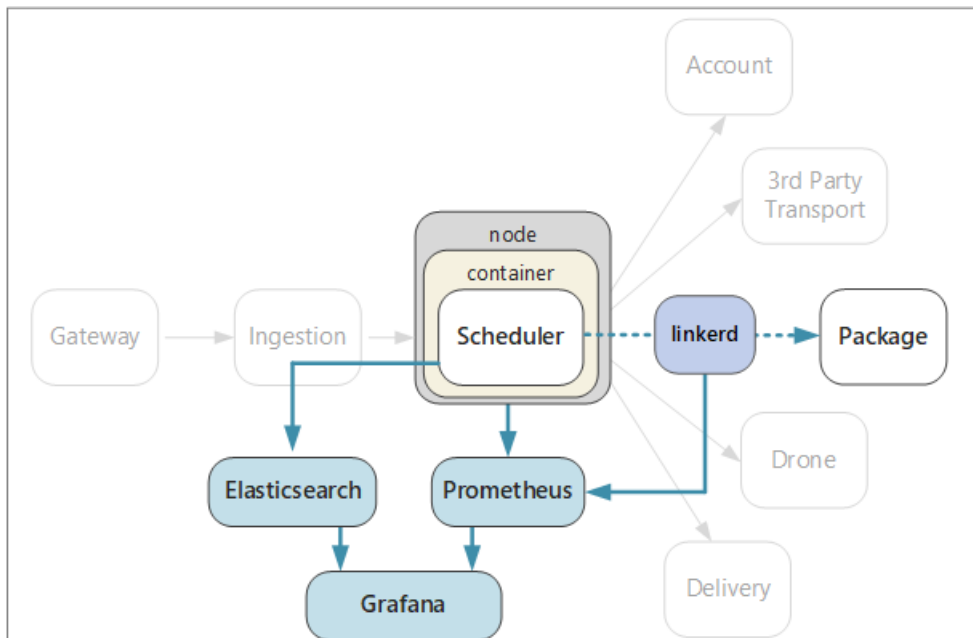 Account
3rd Party
Transport
node
container
Gateway
Ingestion
Scheduler
linkerd
Package
Elasticsearch
Prometheus
Drone
Grafana
Delivery